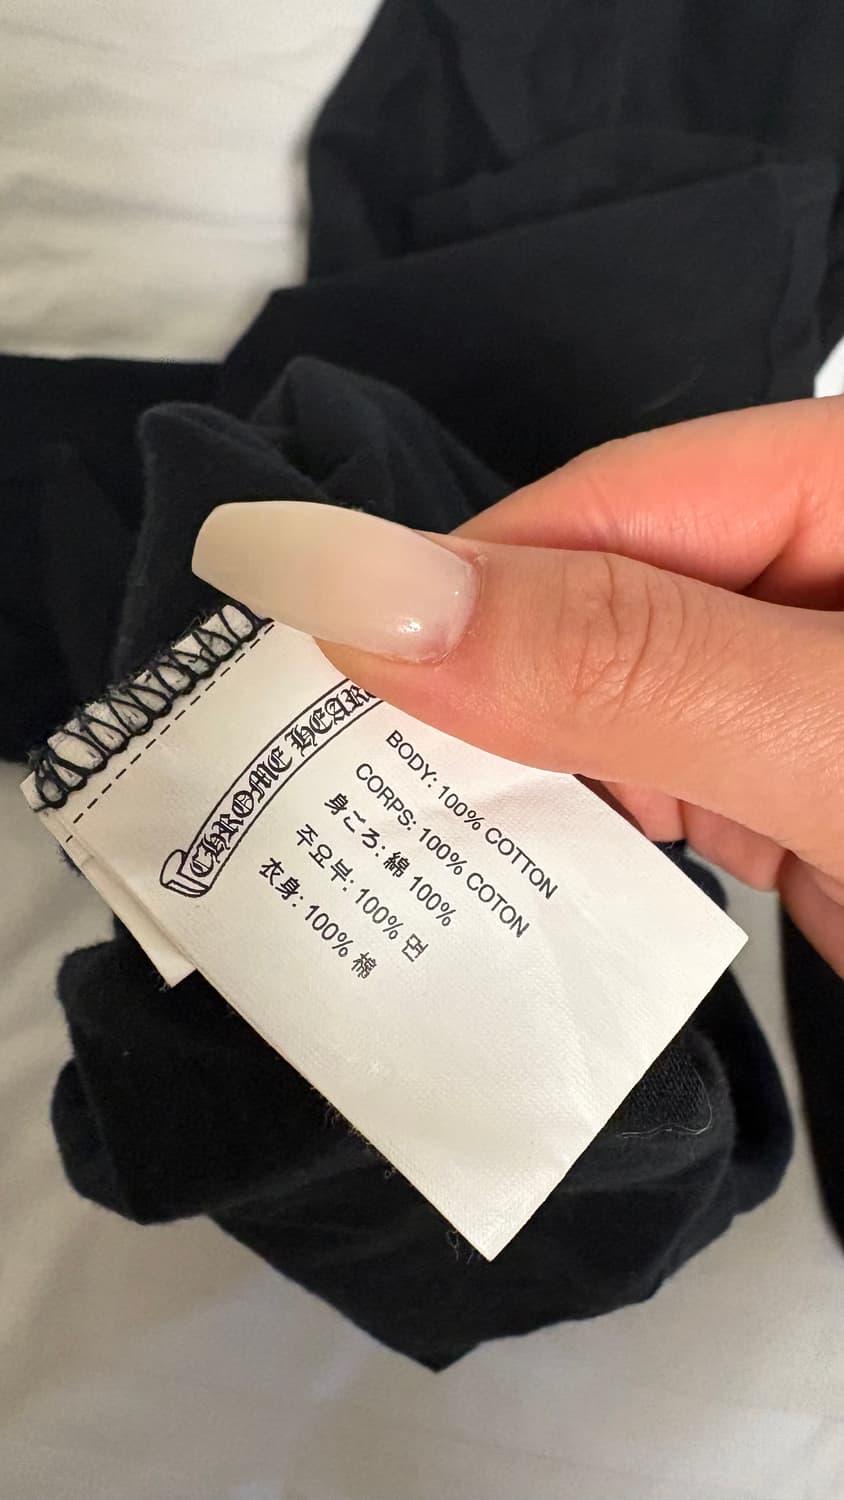 CHROME HEAR
BODY: 100% COTTON
CORPS: 100% COTON
身ごろ: 綿 100%
주요부: 100% 면
衣身: 100% 棉